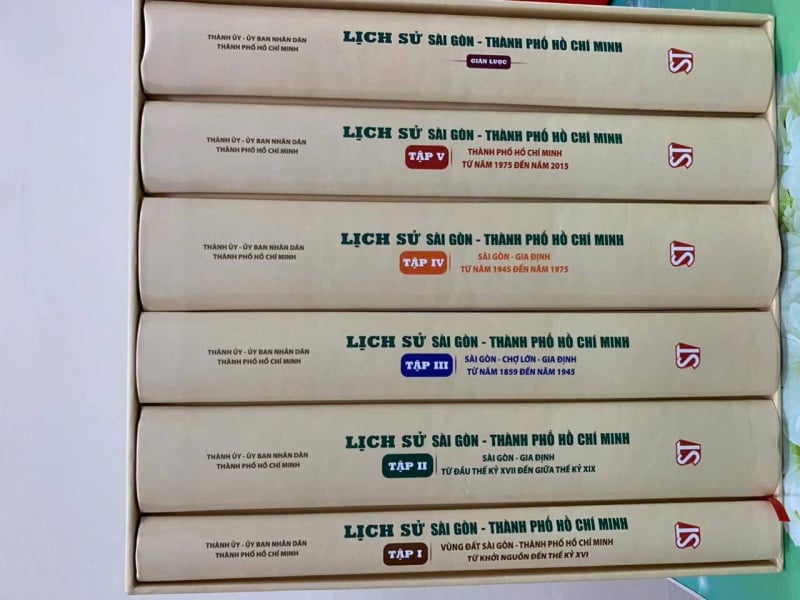 THÀNH ỦY - ỦY BAN NHÂN DÂN
THÀNH PHỐ HỒ CHÍ MINH
LỊCH SỬ SÀI GÒN - THÀNH PHỐ HỒ CHÍ MINH
GIẢN LƯỢC
ST
THÀNH ỦY - ỦY BAN NHÂN DÂN
THÀNH PHỐ HỒ CHÍ MINH
LỊCH SỬ SÀI GÒN - THÀNH PHỐ HỒ CHÍ MINH
TẬP V
THÀNH PHỐ HỒ CHÍ MINH
TỪ NĂM 1975 ĐẾN NĂM 2015
ST
THÀNH ỦY - ỦY BAN NHÂN DÂN
THÀNH PHỐ HỒ CHÍ MINH
LỊCH SỬ SÀI GÒN - THÀNH PHỐ HỒ CHÍ MINH
TẬP IV
SÀI GÒN - GIA ĐỊNH
TỪ NĂM 1945 ĐẾN NĂM 1975
ST
THÀNH ỦY - ỦY BAN NHÂN DÂN
THÀNH PHỐ HỒ CHÍ MINH
LỊCH SỬ SÀI GÒN - THÀNH PHỐ HỒ CHÍ MINH
TẬP III
SÀI GÒN - CHỢ LỚN - GIA ĐỊNH
TỪ NĂM 1859 ĐẾN NĂM 1945
ST
THÀNH ỦY - ỦY BAN NHÂN DÂN
THÀNH PHỐ HỒ CHÍ MINH
LỊCH SỬ SÀI GÒN - THÀNH PHỐ HỒ CHÍ MINH
TẬP II
SÀI GÒN - GIA ĐỊNH
TỪ ĐẦU THẾ KỶ XVII ĐẾN GIỮA THẾ KỶ XIX
ST
THÀNH ỦY - ỦY BAN NHÂN DÂN
THÀNH PHỐ HỒ CHÍ MINH
LỊCH SỬ SÀI GÒN - THÀNH PHỐ HỒ CHÍ MINH
TẬP I
VÙNG ĐẤT SÀI GÒN - THÀNH PHỐ HỒ CHÍ MINH
TỪ KHỞI NGUỒN ĐẾN THẾ KỶ XVI
ST